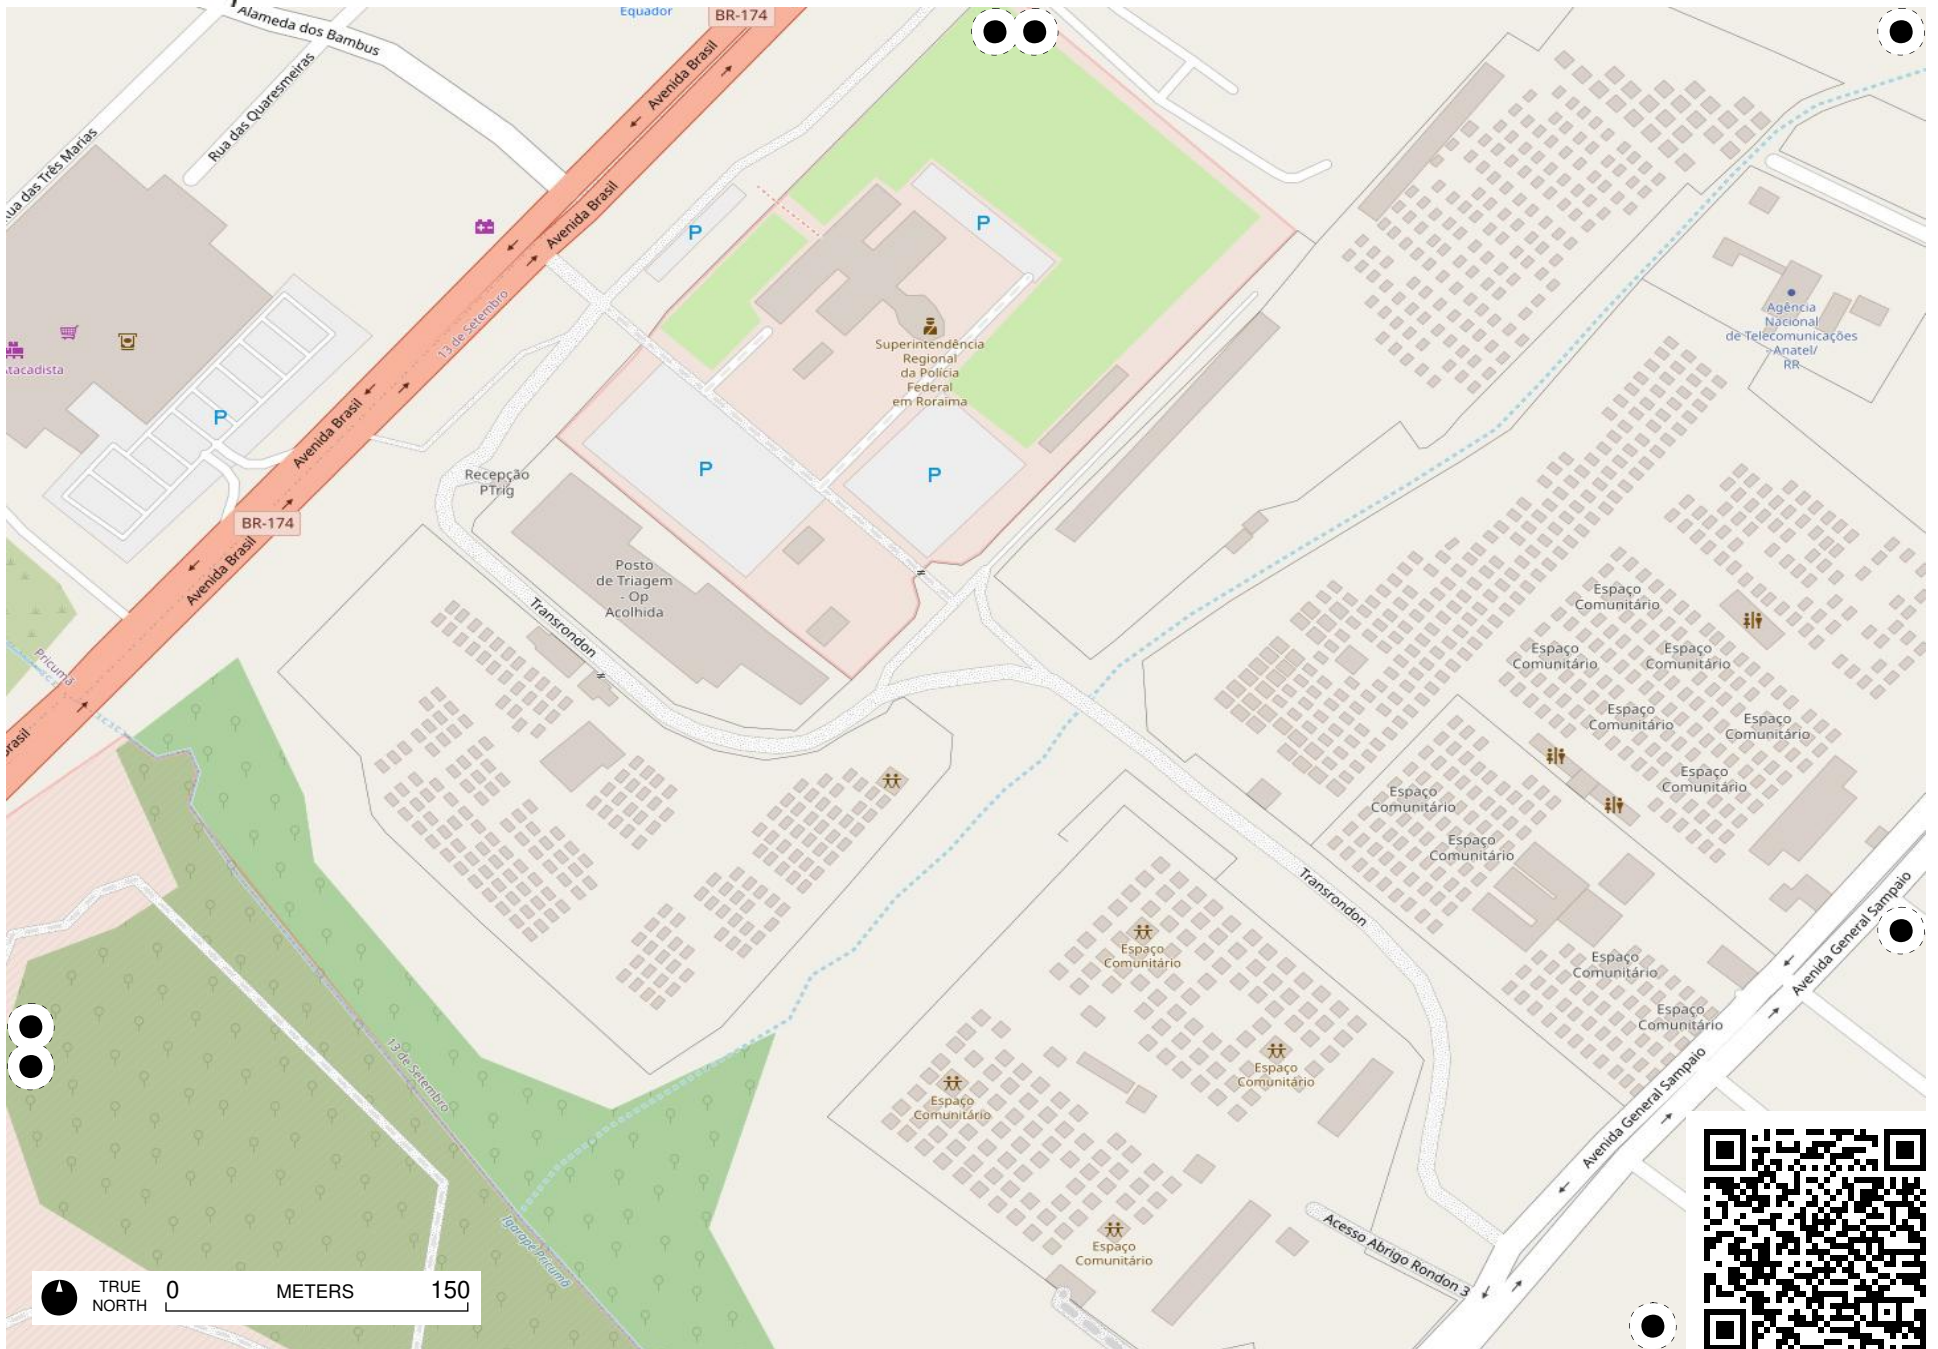 Alameda dos Bambus
Equador
BR-174
Avenida Brasil
Rua das Quaresmeiras
Rua das Três Marias
Avenida Brasil
P
P
13 de Setembro
Superintendência
Regional
da Polícia
Federal
em Roraima
Agência
Nacional
de Telecomunicações
- Anatel/
RR
Atacadista
P
Avenida Brasil
P
P
Recepção
PTrig
BR-174
Avenida Brasil
Posto
de Triagem
- Op
Acolhida
Transrondon
Espaço
Comunitário
Espaço
Comunitário
Espaço
Comunitário
Pricumã
Espaço
Comunitário
Espaço
Comunitário
Brasil
Espaço
Comunitário
Espaço
Comunitário
Espaço
Comunitário
Transrondon
Avenida General Sampaio
Espaço
Comunitário
Espaço
Comunitário
Espaço
Comunitário
13 de Setembro
Espaço
Comunitário
Espaço
Comunitário
Avenida General Sampaio
Igarapé Pricumã
Espaço
Comunitário
Acesso Abrigo Rondon 3
TRUE
NORTH
0 METERS 150